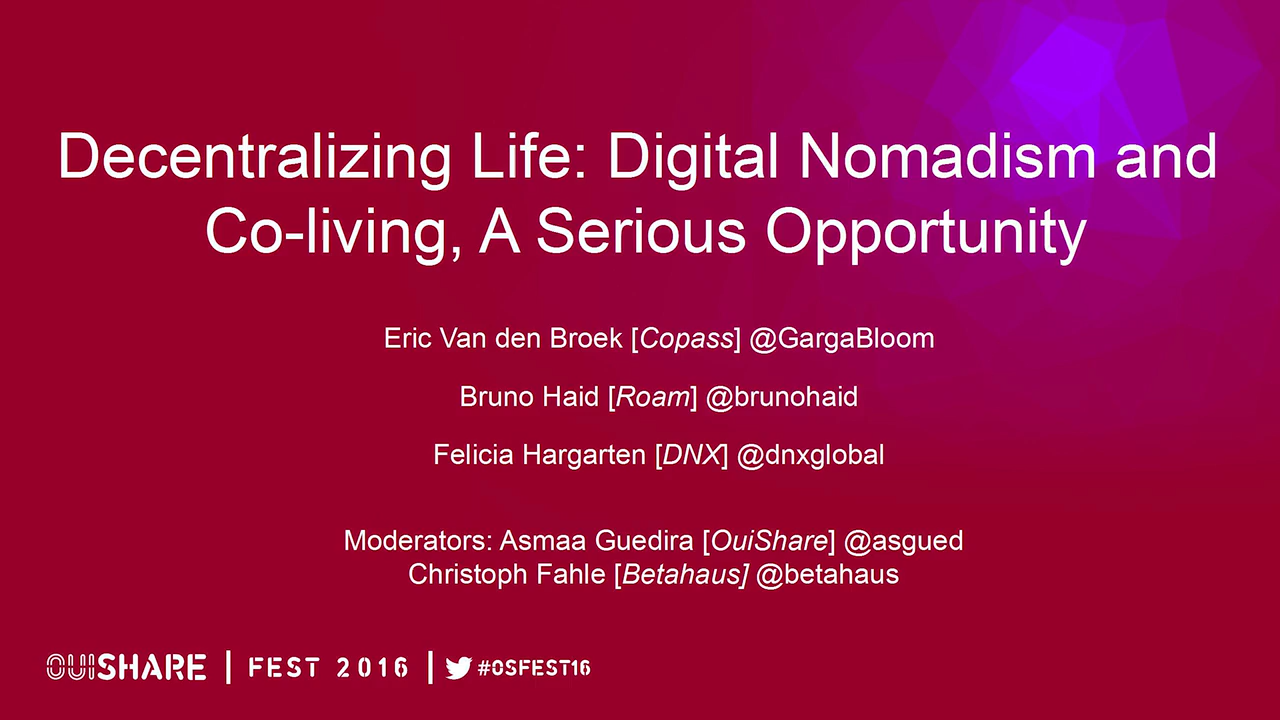 Decentralizing Life: Digital Nomadism and
Co-living, A Serious Opportunity
Eric Van den Broek [Copass] @GargaBloom
Bruno Haid [Roam] @brunohaid
Felicia Hargarten [DNX] @dnxglobal
Moderators: Asmaa Guedira [OuiShare] @asgued
Christoph Fahle [Betahaus] @betahaus
OUISHARE | FEST 2016 | #OSFEST16